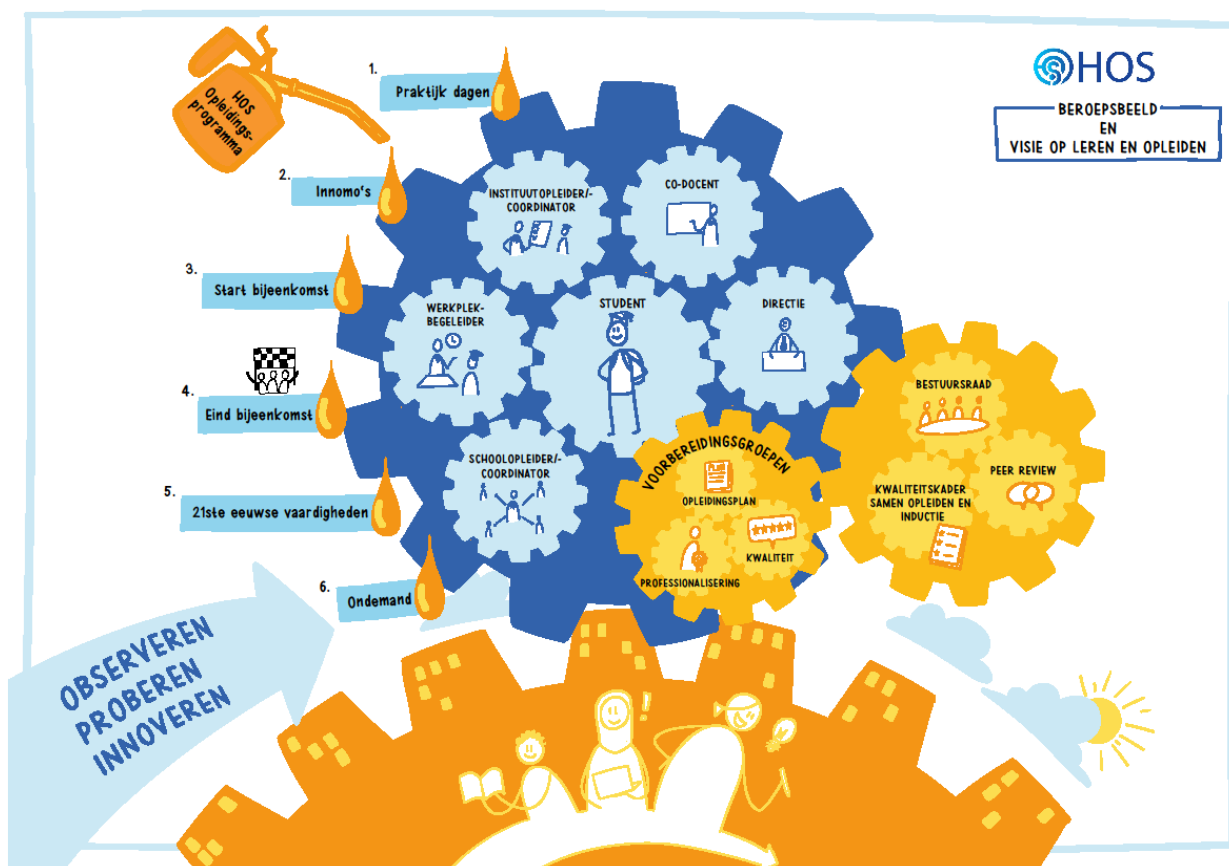 HOS
BEROEPSBEELD
EN
VISIE OP LEREN EN OPLEIDEN
HOS
Opleidings-
programma
1.
Praktijk dagen
2.
Innomo's
3.
Start bijeenkomst
4.
Eind bijeenkomst
5.
21ste eeuwse vaardigheden
6.
Ondemand
INSTITUUTOPLEIDER/-
COORDINATOR
CO-DOCENT
WERKPLEK-
BEGELEIDER
STUDENT
DIRECTIE
SCHOOLOPLEIDER/-
COORDINATOR
VOORBEREIDINGSGROEPEN
PLAN
OPLEIDINGSPLAN
KWALITEIT
PROFESSIONALISERING
BESTUURSRAAD
PEER REVIEW
KWALITEITSKADER
SAMEN OPLEIDEN EN
INDUCTIE
OBSERVEREN
PROBEREN
INNOVEREN
!